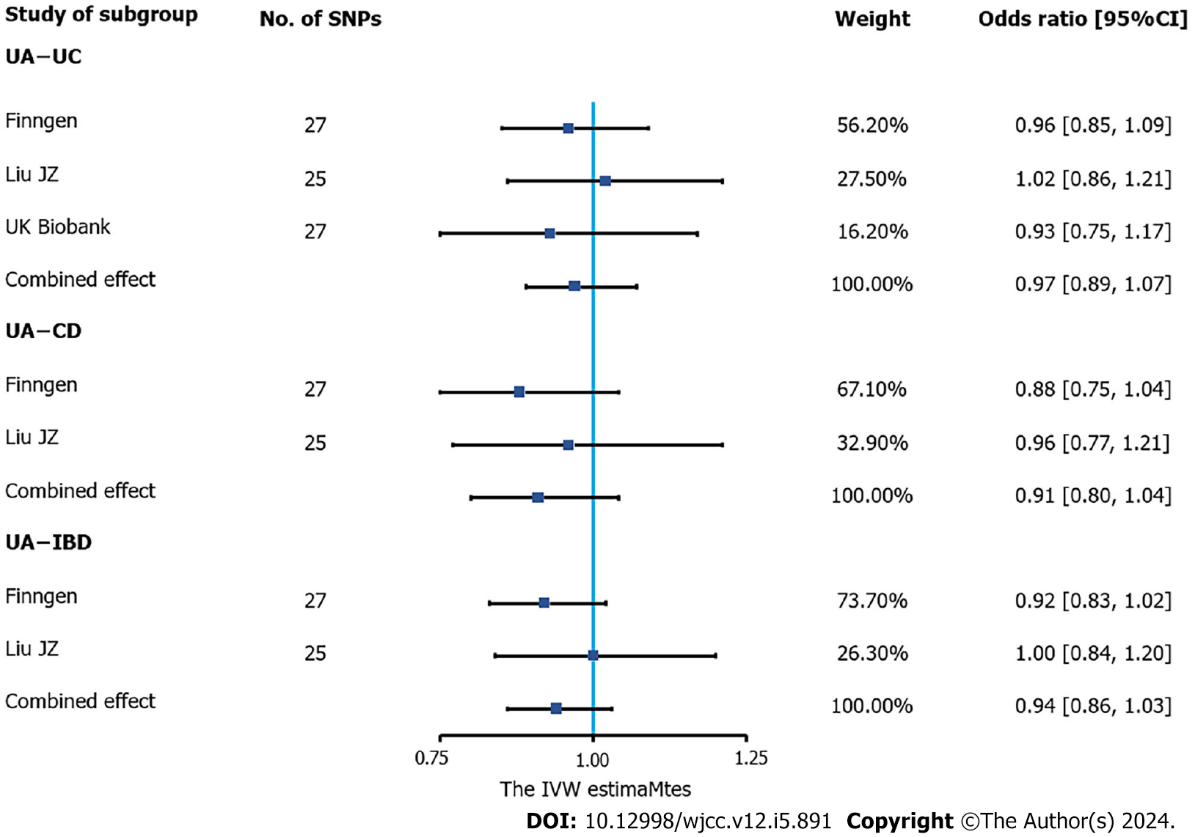 Study of subgroup No. of SNPs Weight Odds ratio [95%CI]
UA−UC
Finngen 27 56.20% 0.96 [0.85, 1.09]
Liu JZ 25 27.50% 1.02 [0.86, 1.21]
UK Biobank 27 16.20% 0.93 [0.75, 1.17]
Combined effect 100.00% 0.97 [0.89, 1.07]
UA−CD
Finngen 27 67.10% 0.88 [0.75, 1.04]
Liu JZ 25 32.90% 0.96 [0.77, 1.21]
Combined effect 100.00% 0.91 [0.80, 1.04]
UA−IBD
Finngen 27 73.70% 0.92 [0.83, 1.02]
Liu JZ 25 26.30% 1.00 [0.84, 1.20]
Combined effect 100.00% 0.94 [0.86, 1.03]
0.75 1.00 1.25
The IVW estimaMtes
DOI: 10.12998/wjcc.v12.i5.891 Copyright ©The Author(s) 2024.